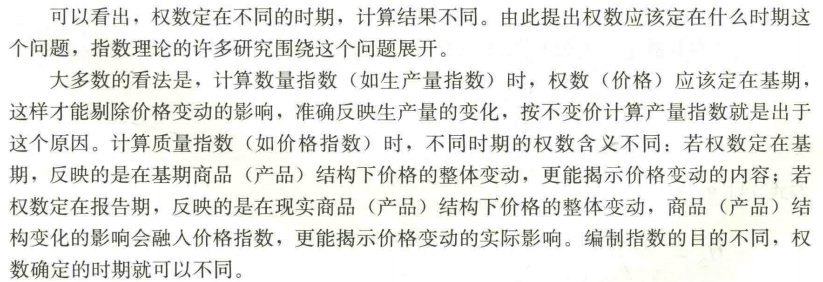 可以看出，权数定在不同的时期，计算结果不同。由此提出权数应该定在什么时期这
个问题，指数理论的许多研究围绕这个问题展开。
大多数的看法是，计算数量指数（如生产量指数）时，权数（价格）应该定在基期，
这样才能剔除价格变动的影响，准确反映生产量的变化，按不变价计算产量指数就是出于
这个原因。计算质量指数（如价格指数）时，不同时期的权数含义不同：若权数定在基
期，反映的是在基期商品（产品）结构下价格的整体变动，更能揭示价格变动的内容；若
权数定在报告期，反映的是在现实商品（产品）结构下价格的整体变动，商品（产品）结
构变化的影响会融入价格指数，更能揭示价格变动的实际影响。编制指数的目的不同，权
数确定的时期就可以不同。